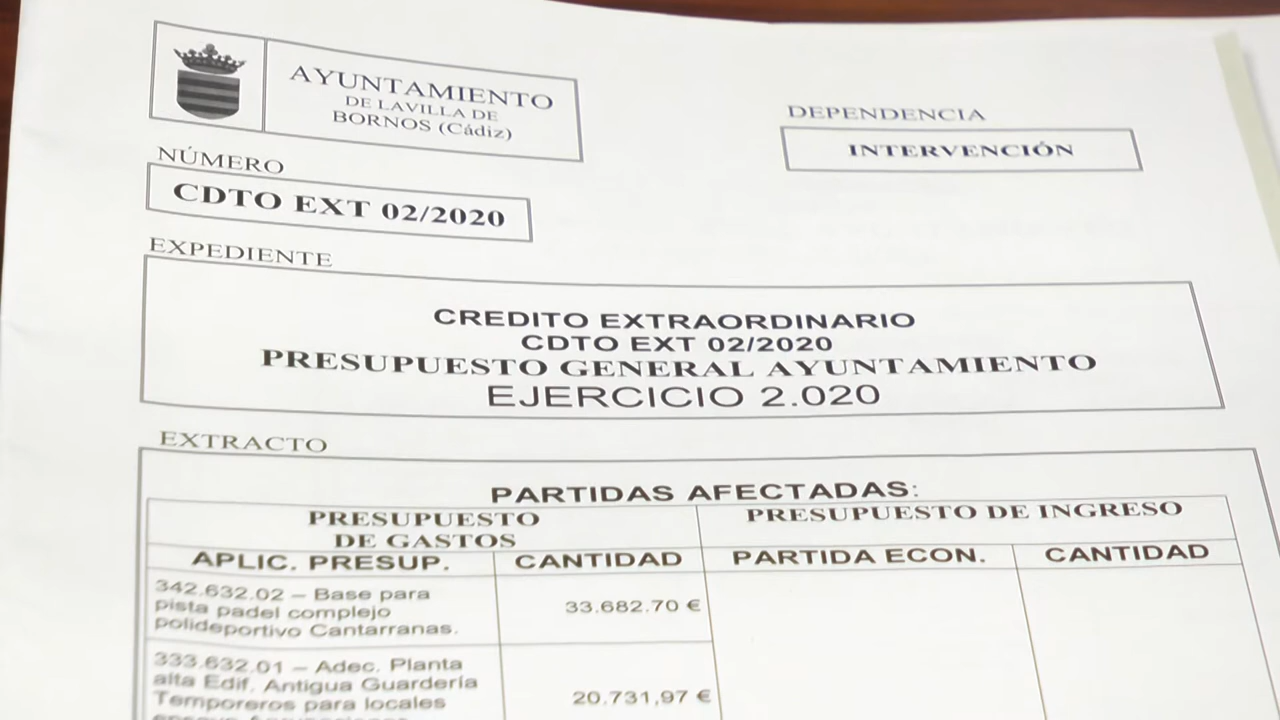 AYUNTAMIENTO
DE LAVILLA DE
BORNOS (Cádiz)
DEPENDENCIA
INTERVENCIÓN
NÚMERO
CDTO EXT 02/2020
EXPEDIENTE
CREDITO EXTRAORDINARIO
CDTO EXT 02/2020
PRESUPUESTO GENERAL AYUNTAMIENTO
EJERCICIO 2.020
EXTRACTO
PARTIDAS AFECTADAS:
PRESUPUESTO
DE GASTOS
PRESUPUESTO DE INGRESO
APLIC. PRESUP.
CANTIDAD
PARTIDA ECON.
CANTIDAD
342.632.02 – Base para
pista padel complejo
polideportivo Cantarranas.
33.682.70 €
333.632.01 – Adec. Planta
alta Edif. Antigua Guardería
Temporeros para locales
20.731,97 €